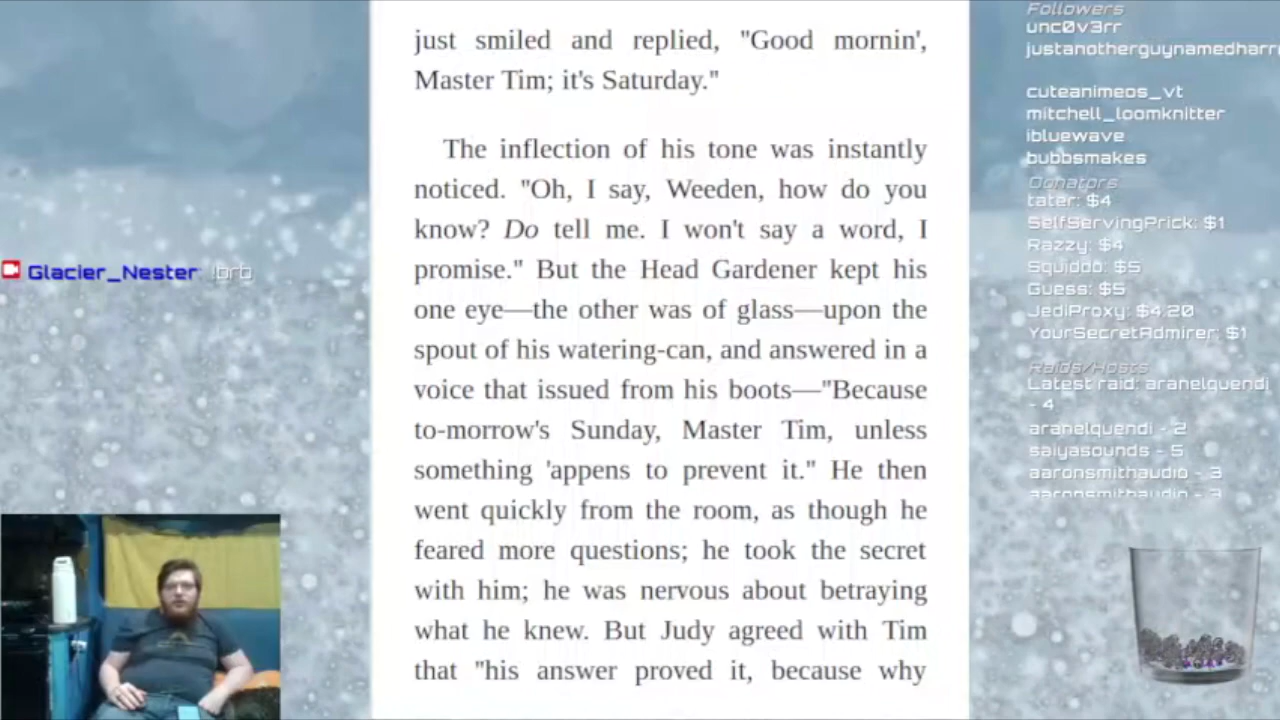 just smiled and replied, "Good mornin',
Master Tim; it's Saturday."
The inflection of his tone was instantly
noticed. "Oh, I say, Weeden, how do you
know? Do tell me. I won't say a word, I
promise." But the Head Gardener kept his
one eye—the other was of glass—upon the
spout of his watering-can, and answered in a
voice that issued from his boots—"Because
to-morrow's Sunday, Master Tim, unless
something 'appens to prevent it." He then
went quickly from the room, as though he
feared more questions; he took the secret
with him; he was nervous about betraying
what he knew. But Judy agreed with Tim
that "his answer proved it, because why
Glacier_Nester: !brb
Followers
unc0v3rr
justanotherguynamedharr
cuteanimeos_vt
mitchell_loomknitter
ibluewave
bubbsmakes
Donators
tater: $4
SelfServingPrick: $1
Razzy: $4
Squiddo: $5
Guess: $5
JediProxy: $4.20
YourSecretAdmirer: $1
Raids/Hosts
Latest raid: aranelquendi
- 4
aranelquendi - 2
saiyasounds - 5
aaronsmithaudio - 3
aaronsmithaudio - 3